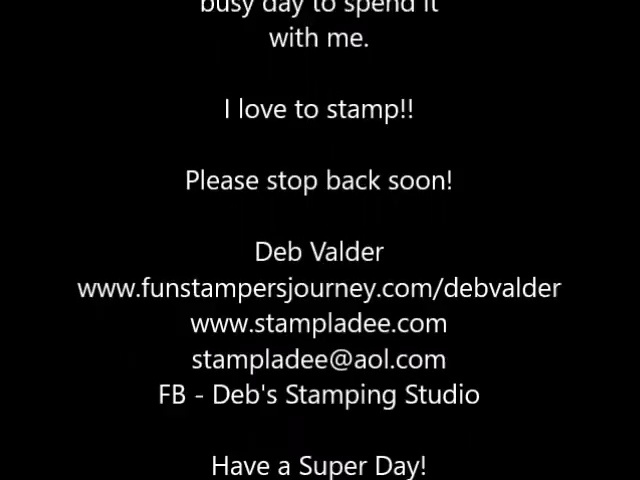 busy day to spend it
with me.
I love to stamp!!
Please stop back soon!
Deb Valder
www.funstampersjourney.com/debvalder
www.stampladee.com
stampladee@aol.com
FB - Deb's Stamping Studio
Have a Super Day!